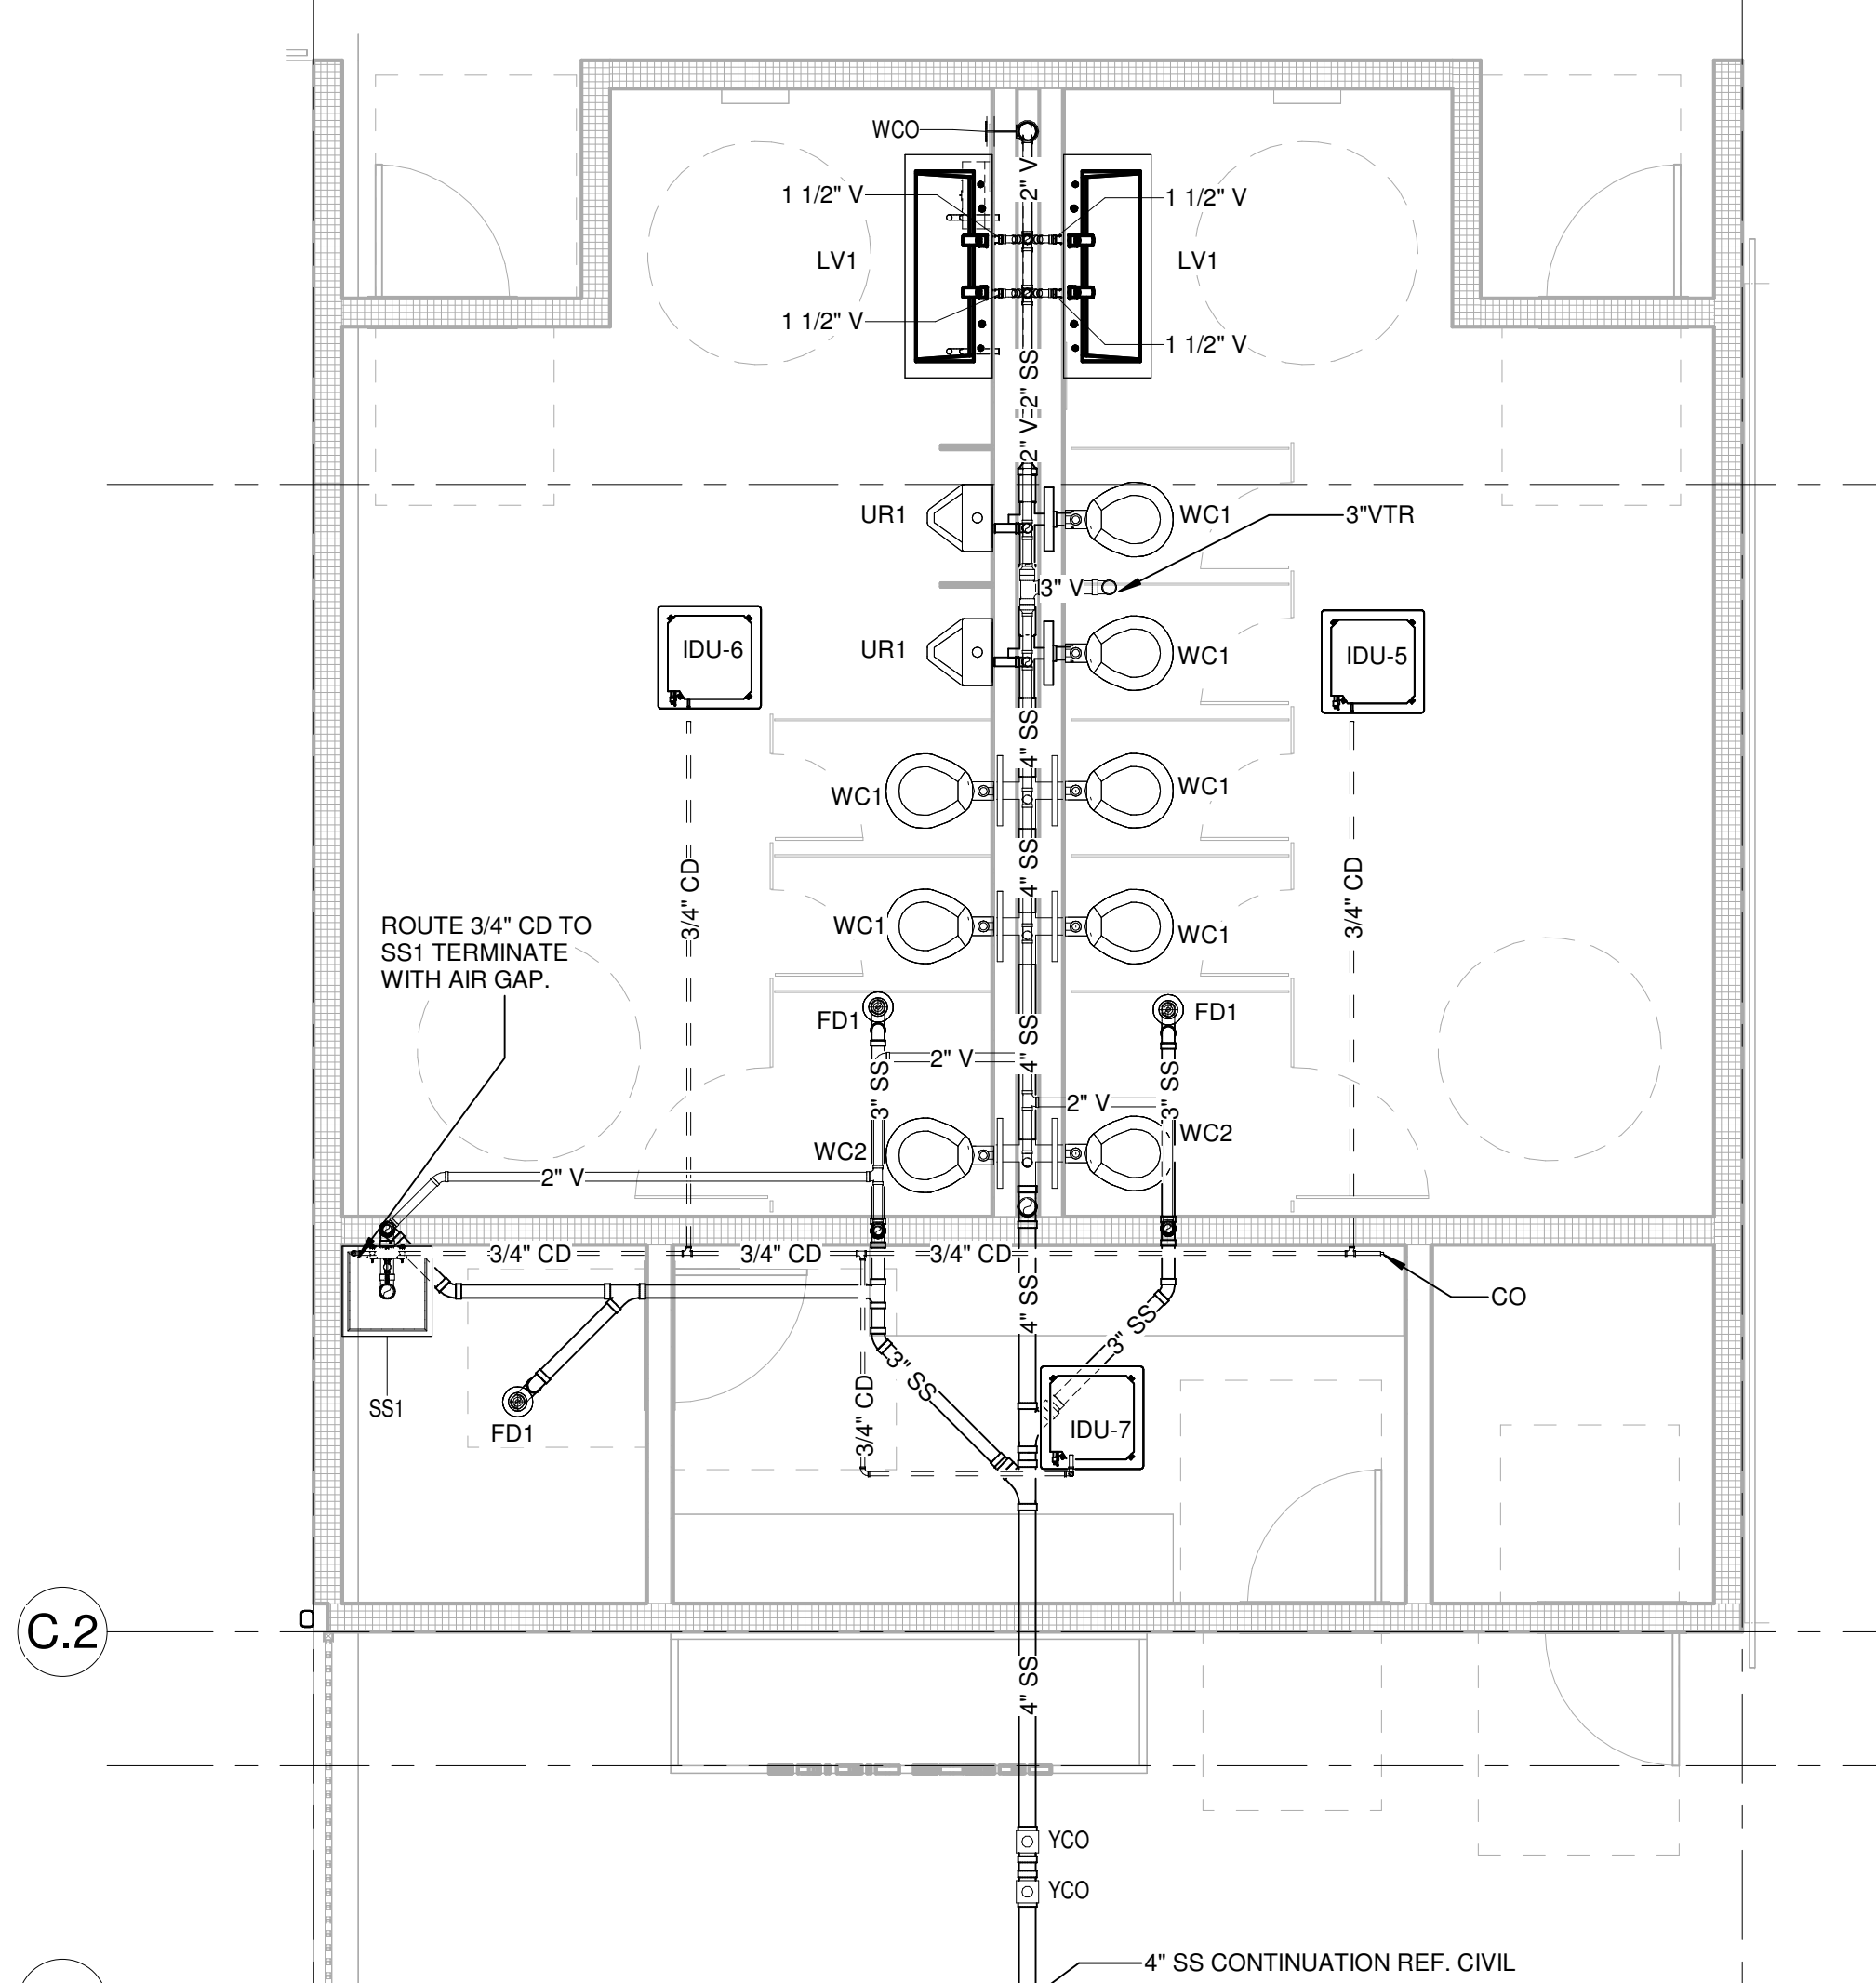 WCO
2" V
1 1/2" V
1 1/2" V
LV1
LV1
1 1/2" V
1 1/2" V
2" SS
2" V
UR1
WC1
3"VTR
3" V
UR1
WC1
IDU-6
IDU-5
4" SS
WC1
WC1
4" SS
3/4" CD
3/4" CD
WC1
WC1
ROUTE 3/4" CD TO
SS1 TERMINATE
WITH AIR GAP.
FD1
FD1
4" SS
2" V
3" SS
3" SS
2" V
WC2
WC2
2" V
3/4" CD
3/4" CD
3/4" CD
4" SS
CO
3" SS
3" SS
3/4" CD
SS1
FD1
IDU-7
C.2
4" SS
YCO
YCO
4" SS CONTINUATION REF. CIVIL